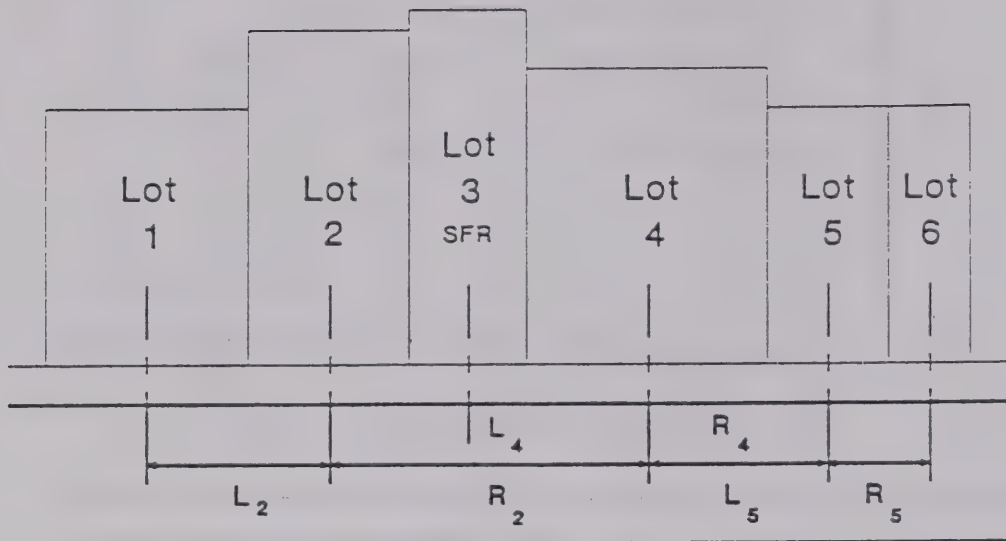 Lot 1
Lot 2
Lot 3 SFR
Lot 4
Lot 5
Lot 6
L₄ R₄
L₂ R₂ L₅ R₅